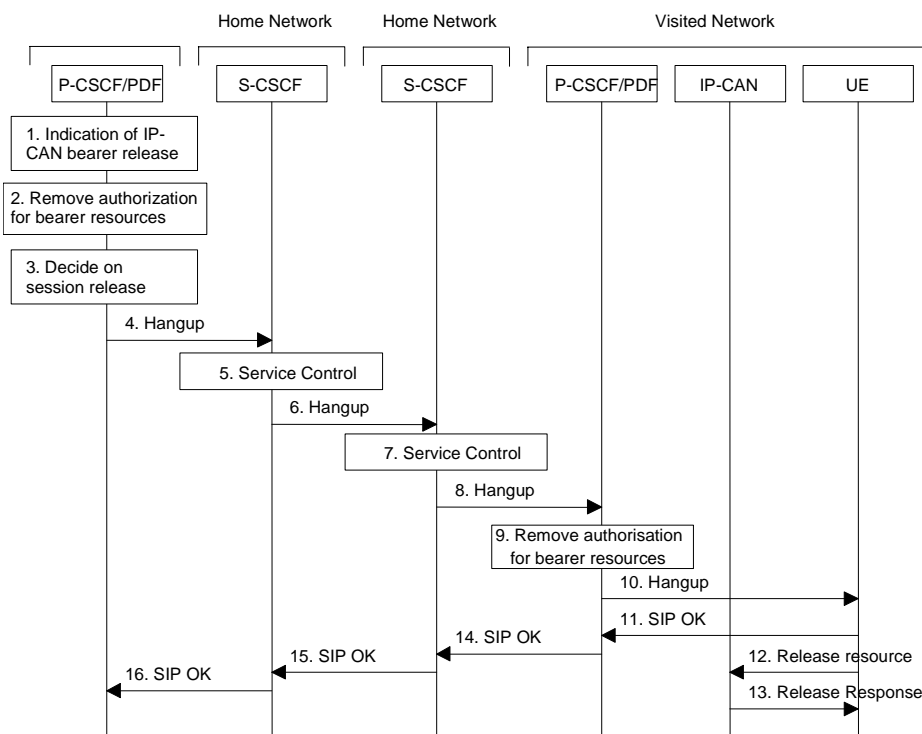 Home Network
Home Network
Visited Network
P-CSCF/PDF
S-CSCF
S-CSCF
P-CSCF/PDF
IP-CAN
UE
1. Indication of IP-
CAN bearer release
2. Remove authorization
for bearer resources
3. Decide on
session release
4. Hangup
5. Service Control
6. Hangup
7. Service Control
8. Hangup
9. Remove authorisation
for bearer resources
10. Hangup
11. SIP OK
14. SIP OK
12. Release resource
15. SIP OK
16. SIP OK
13. Release Response